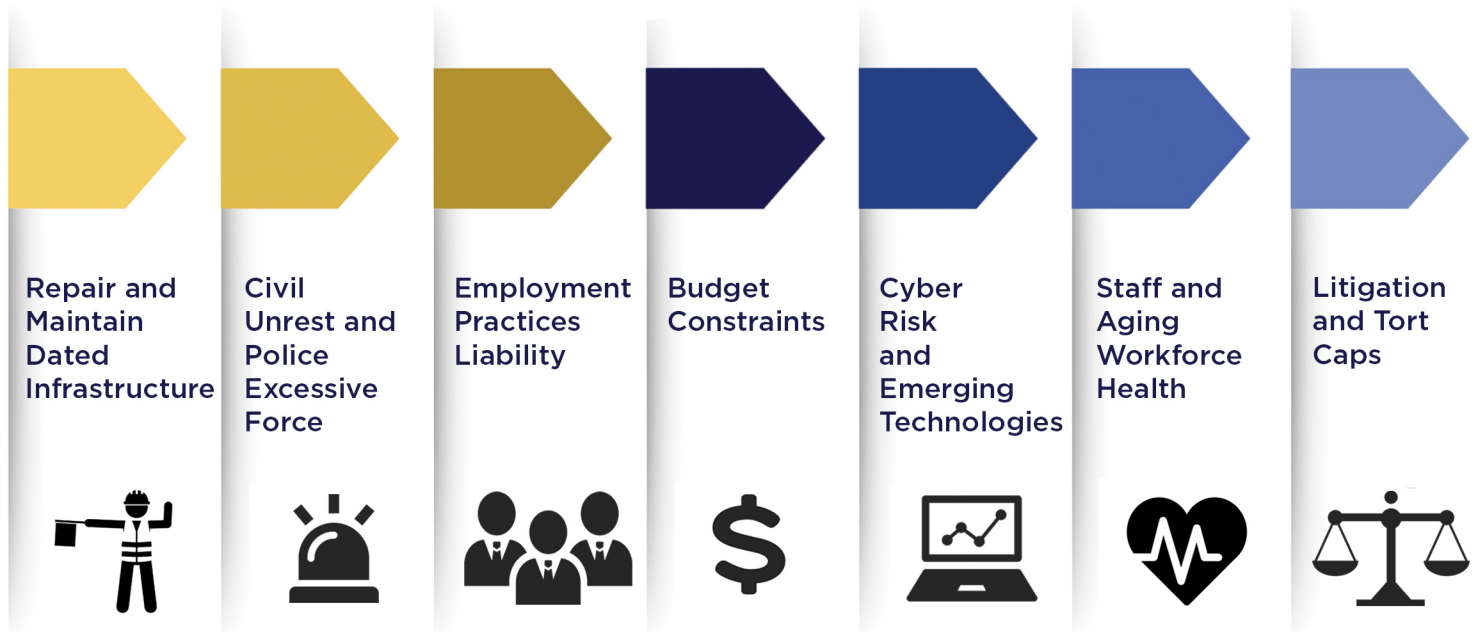 Repair and
Maintain
Dated
Infrastructure
Civil
Unrest and
Police
Excessive
Force
Employment
Practices
Liability
Budget
Constraints
Cyber
Risk
and
Emerging
Technologies
Staff and
Aging
Workforce
Health
Litigation
and Tort
Caps
$